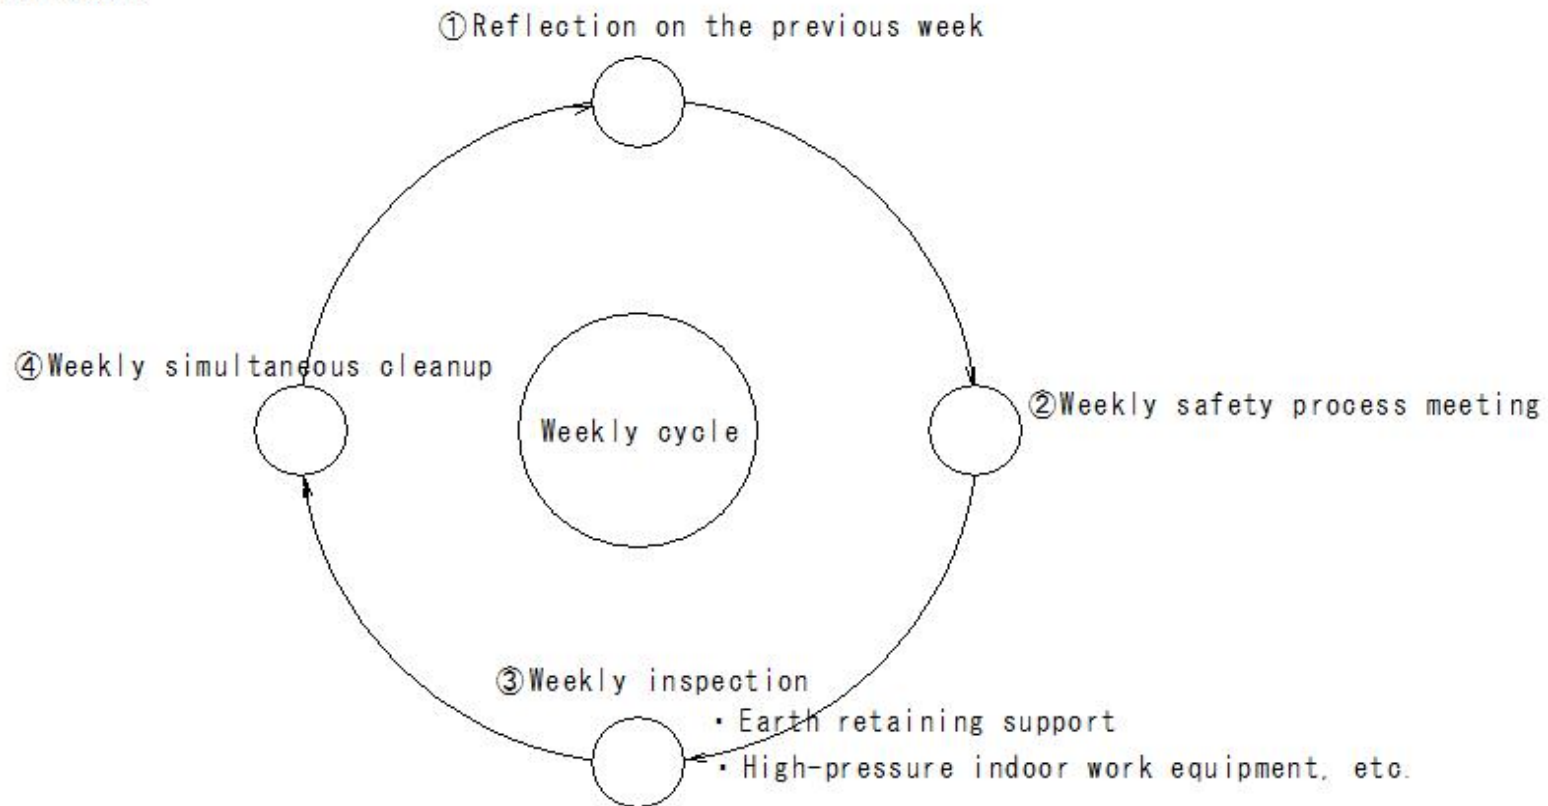 ①Reflection on the previous week
④Weekly simultaneous cleanup
②Weekly safety process meeting
Weekly cycle
③Weekly inspection
・Earth retaining support
・High-pressure indoor work equipment, etc.